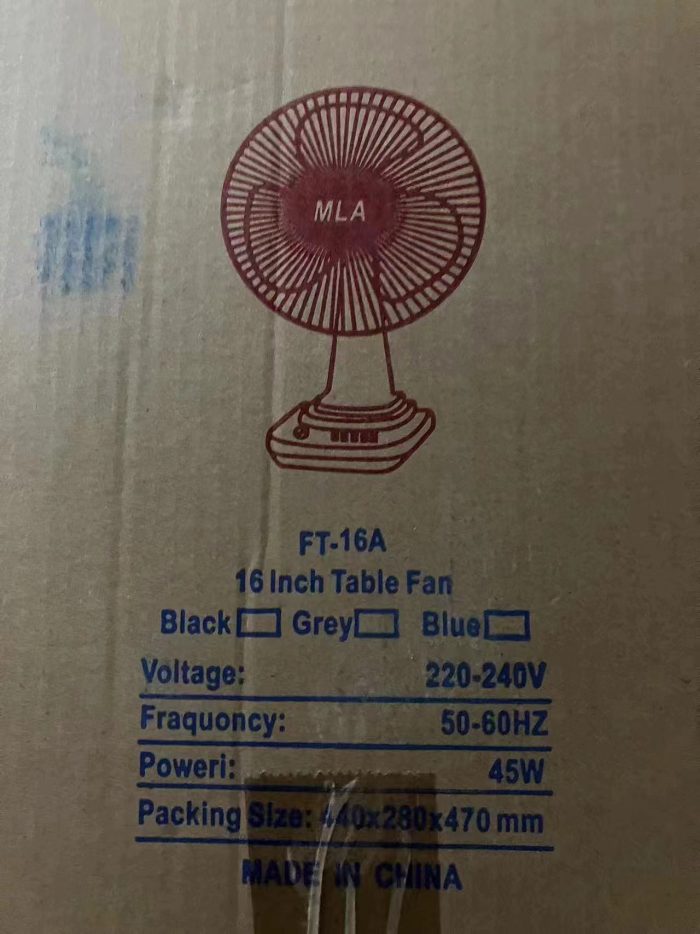 MLA
FT-16A
16 Inch Table Fan
Black Grey Blue
Voltage: 220-240V
Fraquoncy: 50-60HZ
Poweri: 45W
Packing Size: 440x280x470 mm
MADE IN CHINA